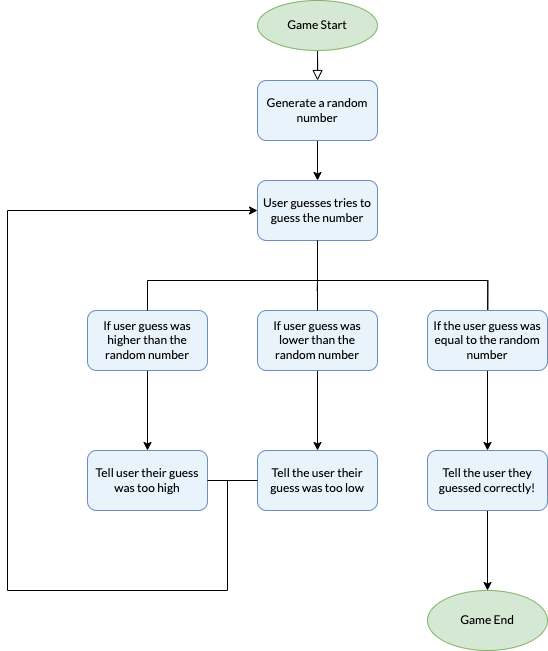 Game Start
Generate a random
number
User guesses tries to
guess the number
If user guess was
higher than the
random number
If user guess was
lower than the
random number
If the user guess was
equal to the random
number
Tell user their guess
was too high
Tell the user their
guess was too low
Tell the user they
guessed correctly!
Game End